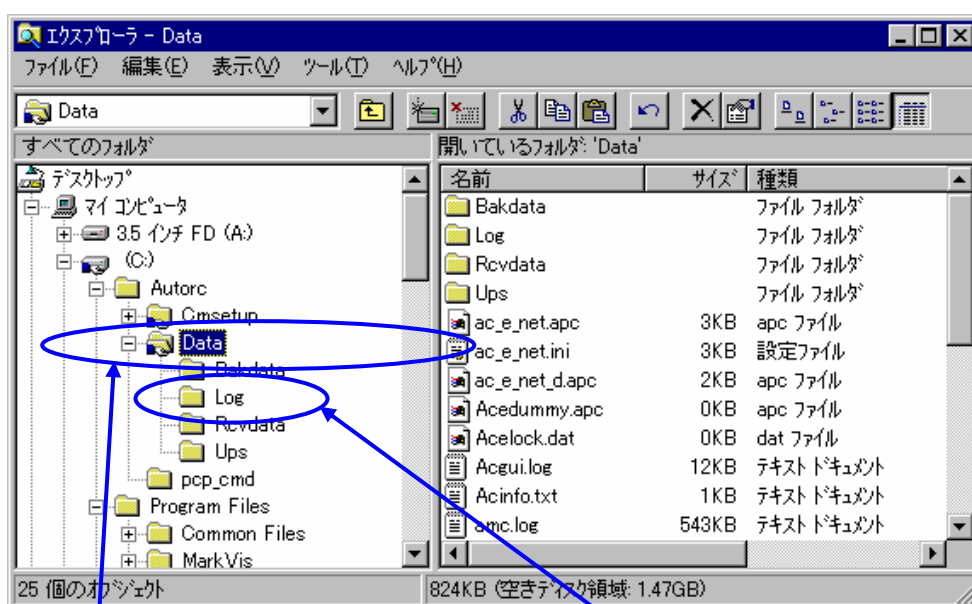 エクスプローラ - Data
ファイル(F) 編集(E) 表示(V) ツール(T) ヘルプ(H)
Data
すべてのフォルダ
開いているフォルダ: 'Data'
デスクトップ
マイ コンピュータ
3.5 インチ FD (A:)
(C:)
Autorc
Cmsetup
Data
Bakdata
Log
Rcvdata
Ups
pcp_cmd
Program Files
Common Files
MarkVis
名前 サイズ 種類
Bakdata ファイル フォルダ
Log ファイル フォルダ
Rcvdata ファイル フォルダ
Ups ファイル フォルダ
ac_e_net.apc 3KB apc ファイル
ac_e_net.ini 3KB 設定ファイル
ac_e_net_d.apc 2KB apc ファイル
Acedummy.apc 0KB apc ファイル
Acelock.dat 0KB dat ファイル
Acgui.log 12KB テキスト ドキュメント
Acinfo.txt 1KB テキスト ドキュメント
amc.log 543KB テキスト ドキュメント
25 個のオブジェクト
824KB (空きディスク領域: 1.47GB)